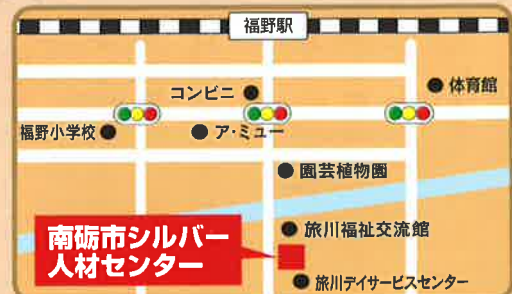 福野駅
コンビニ
体育館
福野小学校
ア・ミュー
園芸植物園
旅川福祉交流館
南砺市シルバー
人材センター
旅川デイサービスセンター